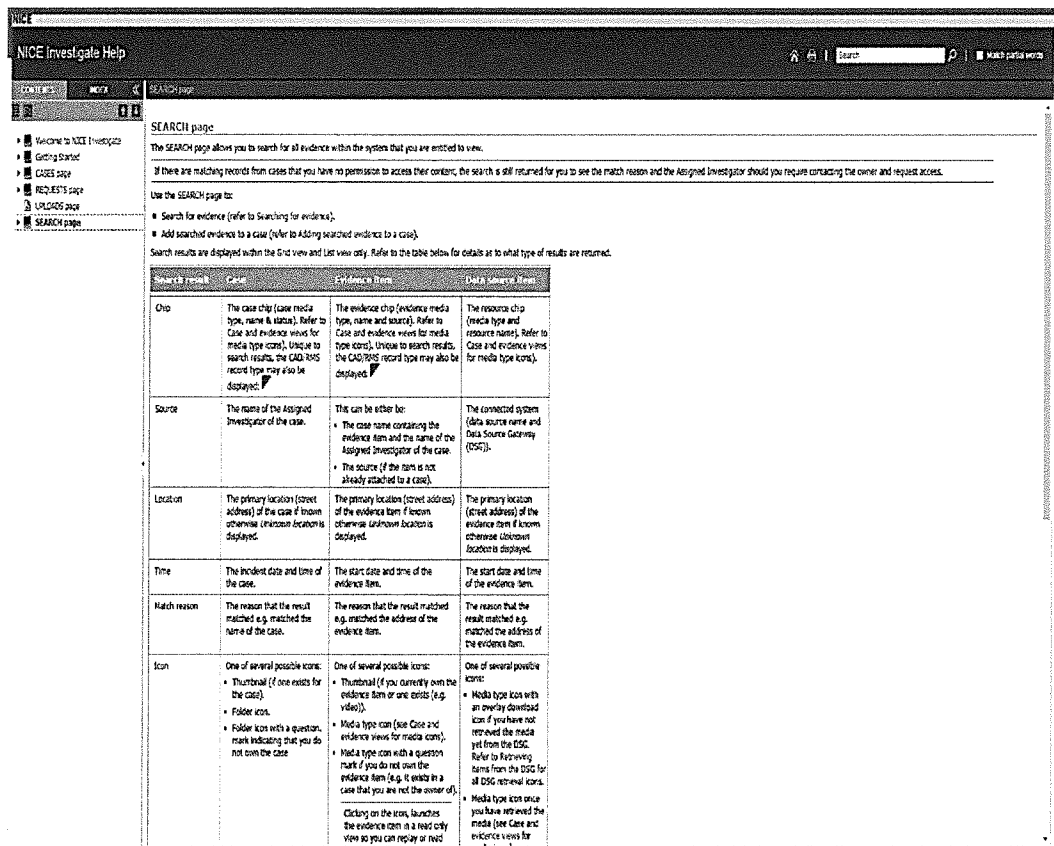 NICE
NICE Investigate Help
Search
Match partial words
CONTENTS
INDEX
SEARCH page
Welcome to NICE Investigate
Getting Started
CASES page
REQUESTS page
UPLOADS page
SEARCH page
SEARCH page
The SEARCH page allows you to search for all evidence within the system that you are entitled to view.
If there are matching records from cases that you have no permission to access their content, the search is still returned for you to see the match reason and the Assigned Investigator should you require contacting the owner and request access.
Use the SEARCH page to:
Search for evidence (refer to Searching for evidence).
Add searched evidence to a case (refer to Adding searched evidence to a case).
Search results are displayed within the Grid view and List view only. Refer to the table below for details as to what type of results are returned.
Search result
Case
Evidence item
Data source item
Chip
The case chip (case media
type, name & status). Refer to
Case and evidence views for
media type icons). Unique to
search results, the CAD/RMS
record type may also be
displayed:
The evidence chip (evidence media
type, name and source). Refer to
Case and evidence views for media
type icons). Unique to search results,
the CAD/RMS record type may also be
displayed:
The resource chip
(media type and
resource name). Refer to
Case and evidence views
for media type icons).
Source
The name of the Assigned
Investigator of the case.
This can be either be:
• The case name containing the
evidence item and the name of the
Assigned Investigator of the case.
• The source (if the item is not
already attached to a case).
The connected system
(data source name and
Data Source Gateway
(DSG)).
Location
The primary location (street
address) of the case if known
otherwise Unknown location is
displayed.
The primary location (street address)
of the evidence item if known
otherwise Unknown location is
displayed.
The primary location
(street address) of the
evidence item if known
otherwise Unknown
location is displayed.
Time
The incident date and time of
the case.
The start date and time of the
evidence item.
The start date and time
of the evidence item.
Match reason
The reason that the result
matched e.g. matched the
name of the case.
The reason that the result matched
e.g. matched the address of the
evidence item.
The reason that the
result matched e.g.
matched the address of
the evidence item.
Icon
One of several possible icons:
• Thumbnail (if one exists for
the case).
• Folder icon.
• Folder icon with a question
mark indicating that you do
not own the case
One of several possible icons:
• Thumbnail (if you currently own the
evidence item or one exists (e.g.
video)).
• Media type icon (see Case and
evidence views for media icons).
• Media type icon with a question
mark if you do not own the
evidence item (e.g. it exists in a
case that you are not the owner of).
Clicking on the icon, launches
the evidence item in a read only
view so you can replay or read
One of several possible
icons:
• Media type icon with
an overlay download
icon if you have not
retrieved the media
yet from the DSG.
Refer to Retrieving
items from the DSG for
all DSG retrieval icons.
• Media type icon once
you have retrieved the
media (see Case and
evidence views for